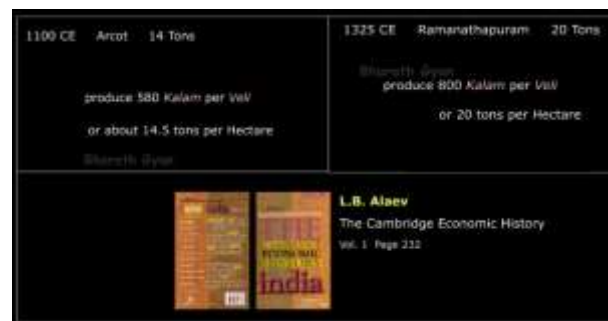 1100 CE Arcot 14 Tons
produce 580 Kalam per Veli
or about 14.5 tons per Hectare
Bharath Gyan
1325 CE Ramanathapuram 20 Tons
Bharath Gyan
produce 800 Kalam per Veli
or 20 tons per Hectare
india
L.B. Alaev
The Cambridge Economic History
Vol. 1 Page 232